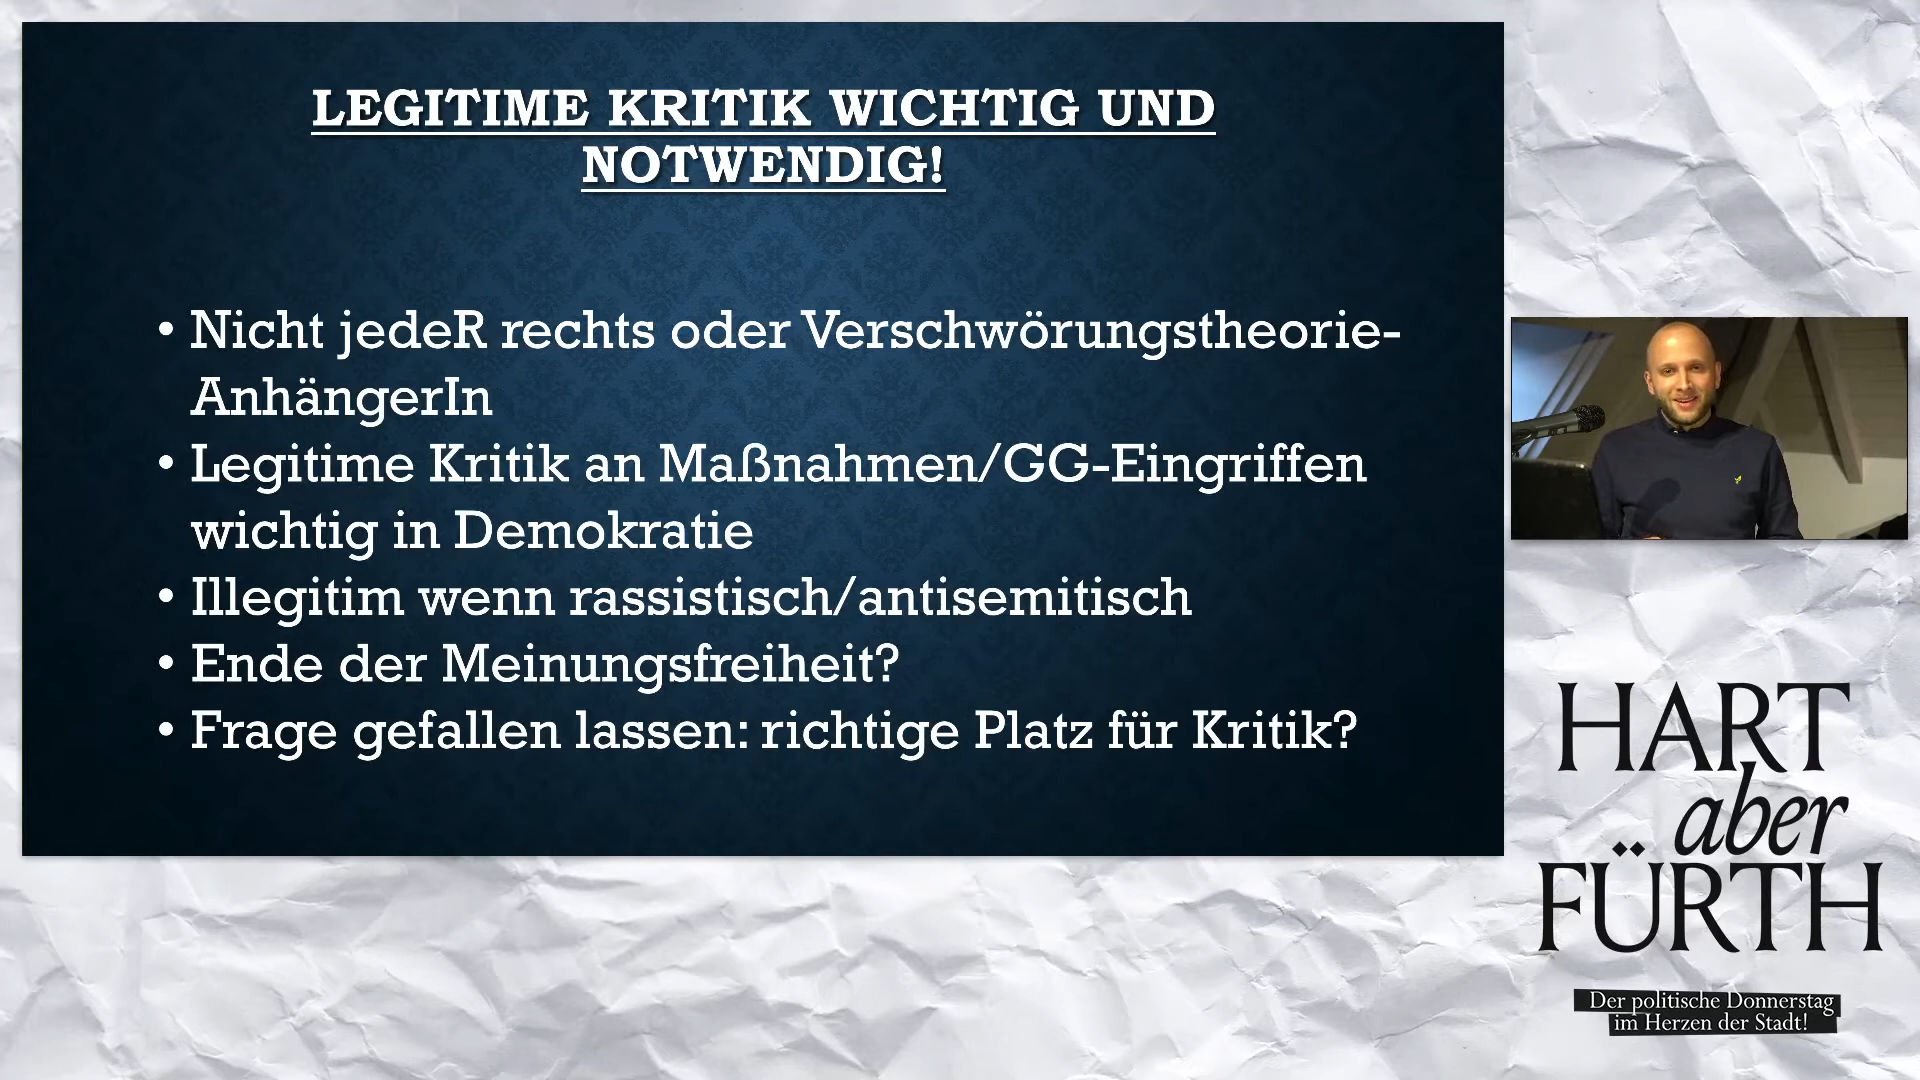 LEGITIME KRITIK WICHTIG UND
NOTWENDIG!
• Nicht jedeR rechts oder Verschwörungstheorie-
AnhängerIn
• Legitime Kritik an Maßnahmen/GG-Eingriffen
wichtig in Demokratie
• Illegitim wenn rassistisch/antisemitisch
• Ende der Meinungsfreiheit?
• Frage gefallen lassen: richtige Platz für Kritik?
HART
aber
FÜRTH
Der politische Donnerstag
im Herzen der Stadt!